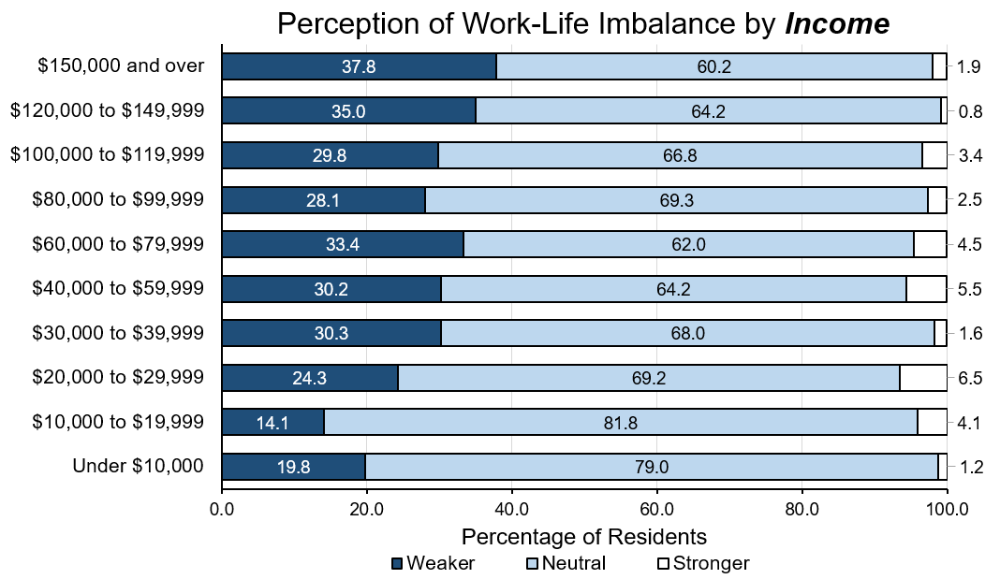 Perception of Work-Life Imbalance by Income
$150,000 and over 37.8 60.2 1.9
$120,000 to $149,999 35.0 64.2 0.8
$100,000 to $119,999 29.8 66.8 3.4
$80,000 to $99,999 28.1 69.3 2.5
$60,000 to $79,999 33.4 62.0 4.5
$40,000 to $59,999 30.2 64.2 5.5
$30,000 to $39,999 30.3 68.0 1.6
$20,000 to $29,999 24.3 69.2 6.5
$10,000 to $19,999 14.1 81.8 4.1
Under $10,000 19.8 79.0 1.2
0.0 20.0 40.0 60.0 80.0 100.0
Percentage of Residents
Weaker Neutral Stronger